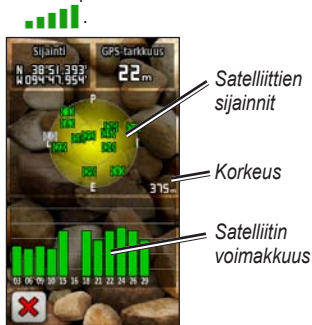 Sijainti GPS-tarkkuus
N 38°51.393'
W094°47.954'
22m
P
Satelliittien
sijainnit
I
E
Korkeus
375m
Satelliitin
voimakkuus
03 06 09 10 15 16 18 21 22 24 26 29